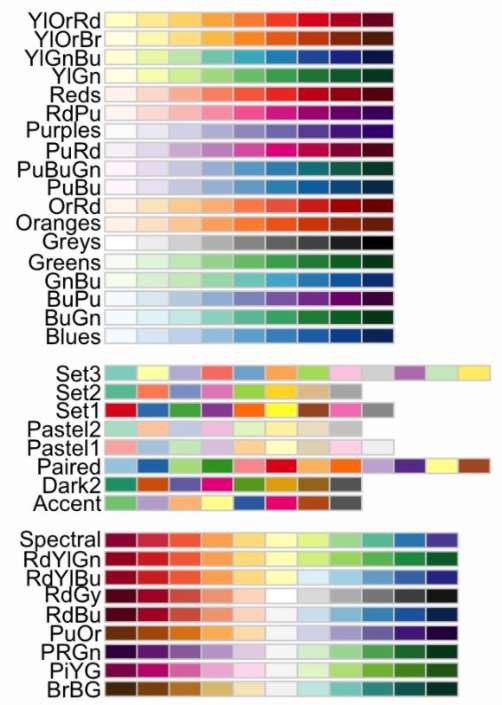 YlOrRd
YlOrBr
YlGnBu
YlGn
Reds
RdPu
Purples
PuRd
PuBuGn
PuBu
OrRd
Oranges
Greys
Greens
GnBu
BuPu
BuGn
Blues
Set3
Set2
Set1
Pastel2
Pastel1
Paired
Dark2
Accent
Spectral
RdYlGn
RdYlBu
RdGy
RdBu
PuOr
PRGn
PiYG
BrBG